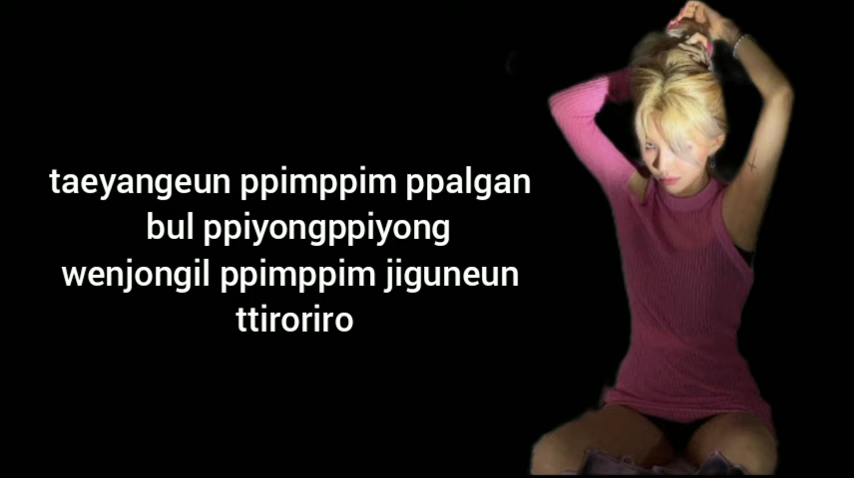 taeyangeun ppimppim ppalgan
bul ppiyongppiyong
wenjongil ppimppim jiguneun
ttiroriro